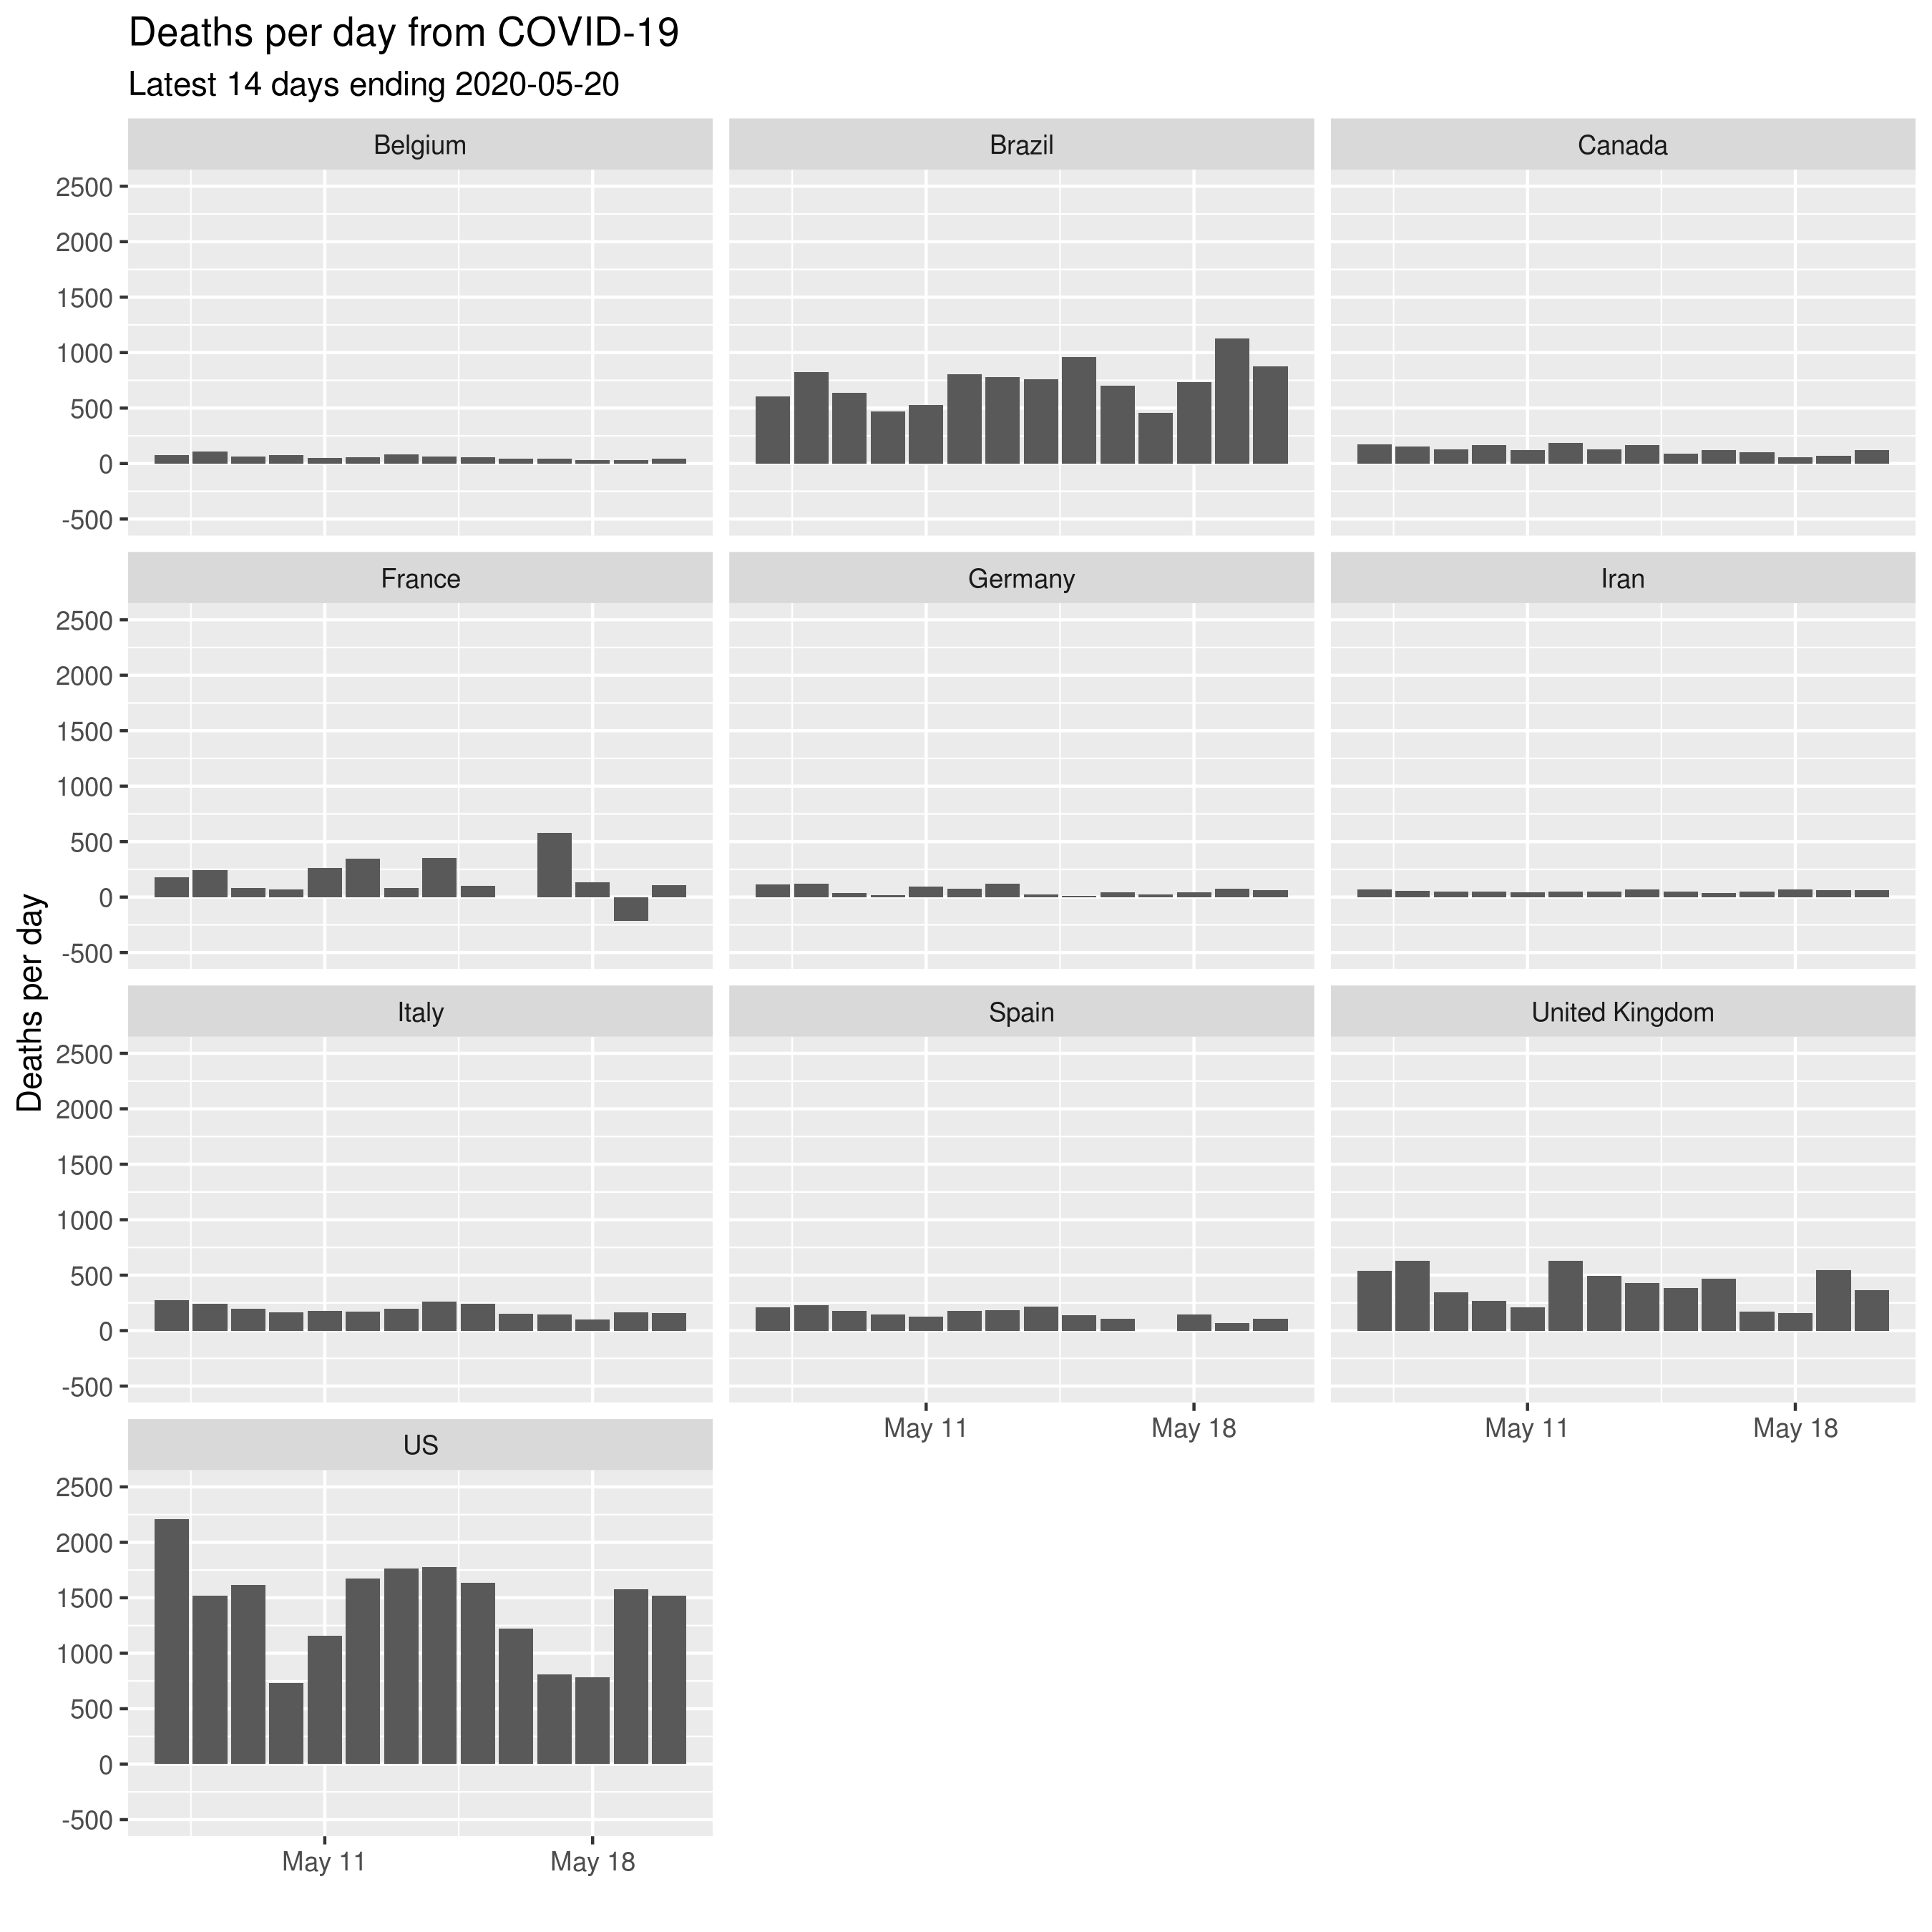 Deaths per day from COVID-19
Latest 14 days ending 2020-05-20
Deaths per day
Belgium
Brazil
Canada
2500
2000
1500
1000
500
0
-500
France
Germany
Iran
2500
2000
1500
1000
500
0
-500
Italy
Spain
United Kingdom
2500
2000
1500
1000
500
0
-500
May 11
May 18
May 11
May 18
US
2500
2000
1500
1000
500
0
-500
May 11
May 18